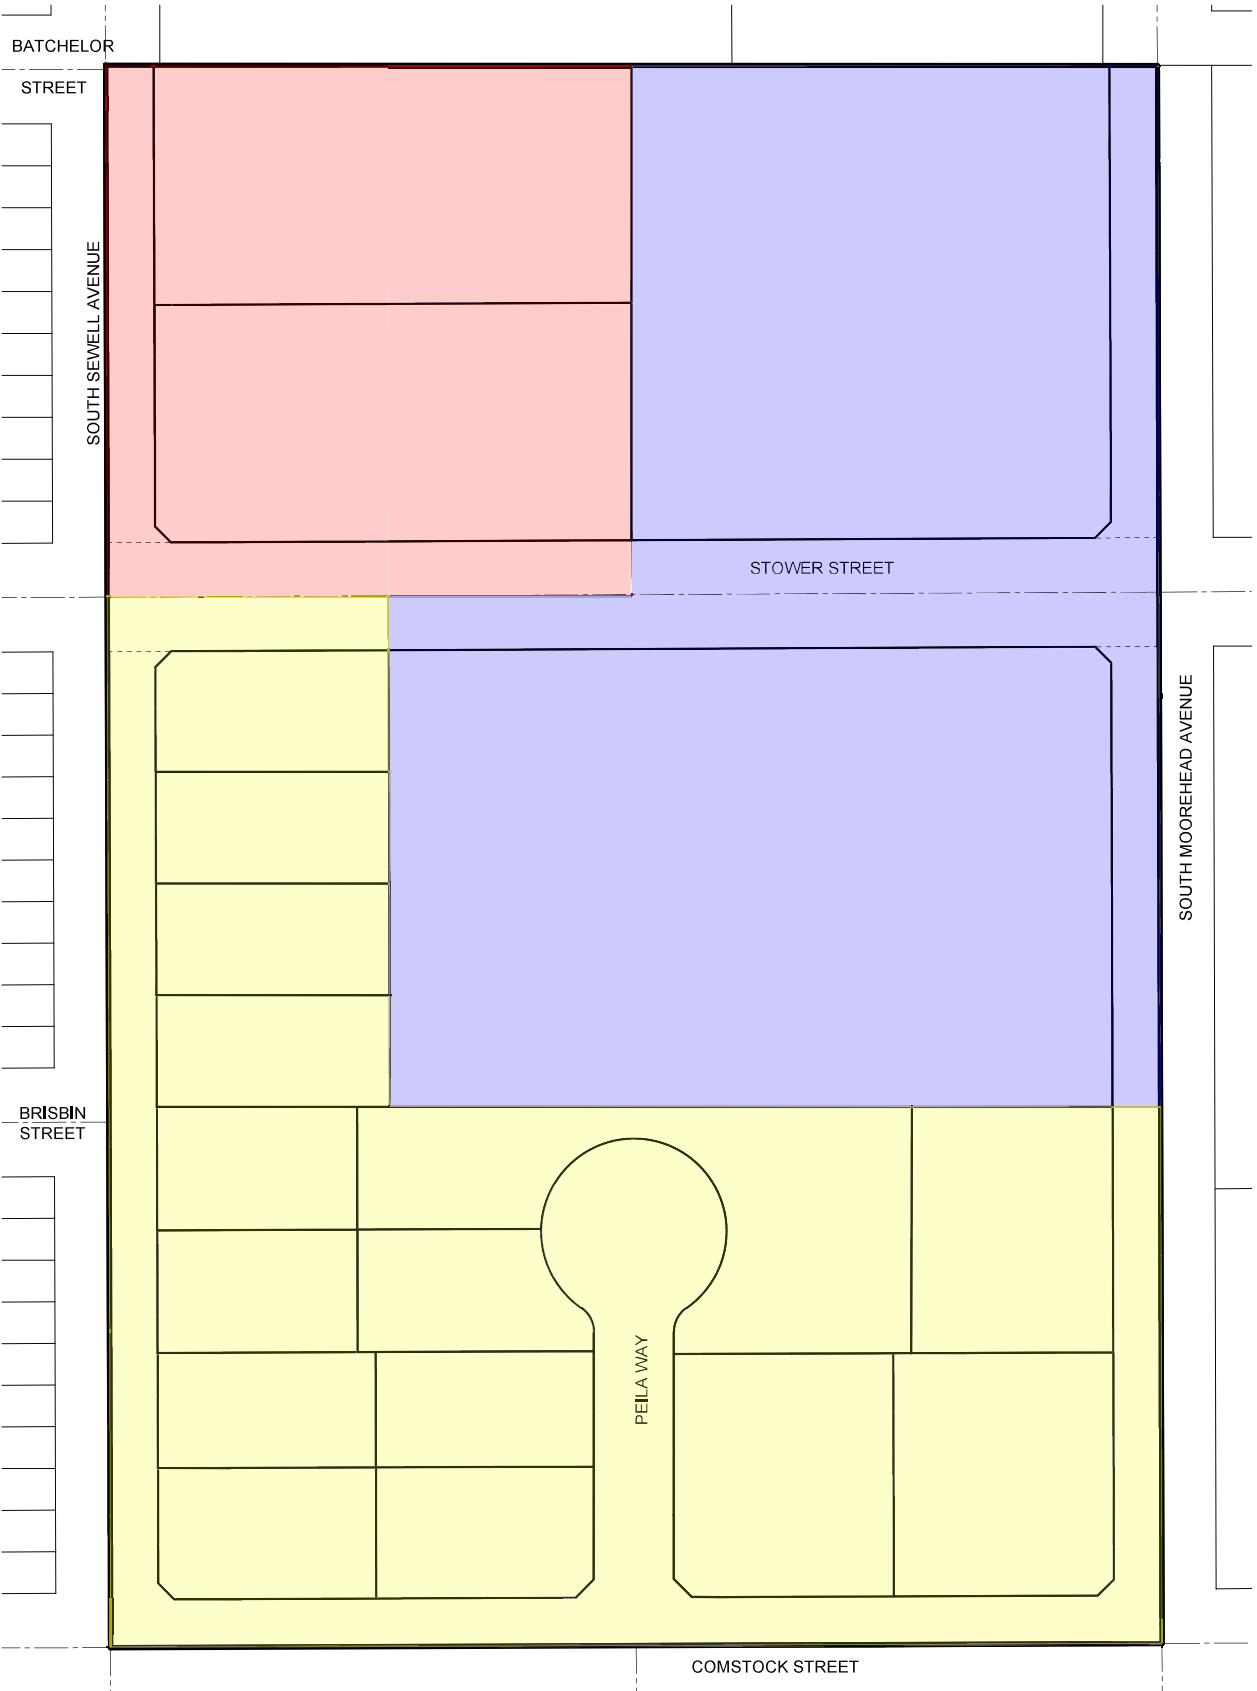 BATCHELOR
STREET
SOUTH SEWELL AVENUE
STOWER STREET
SOUTH MOOREHEAD AVENUE
BRISBIN
STREET
PEILA WAY
COMSTOCK STREET